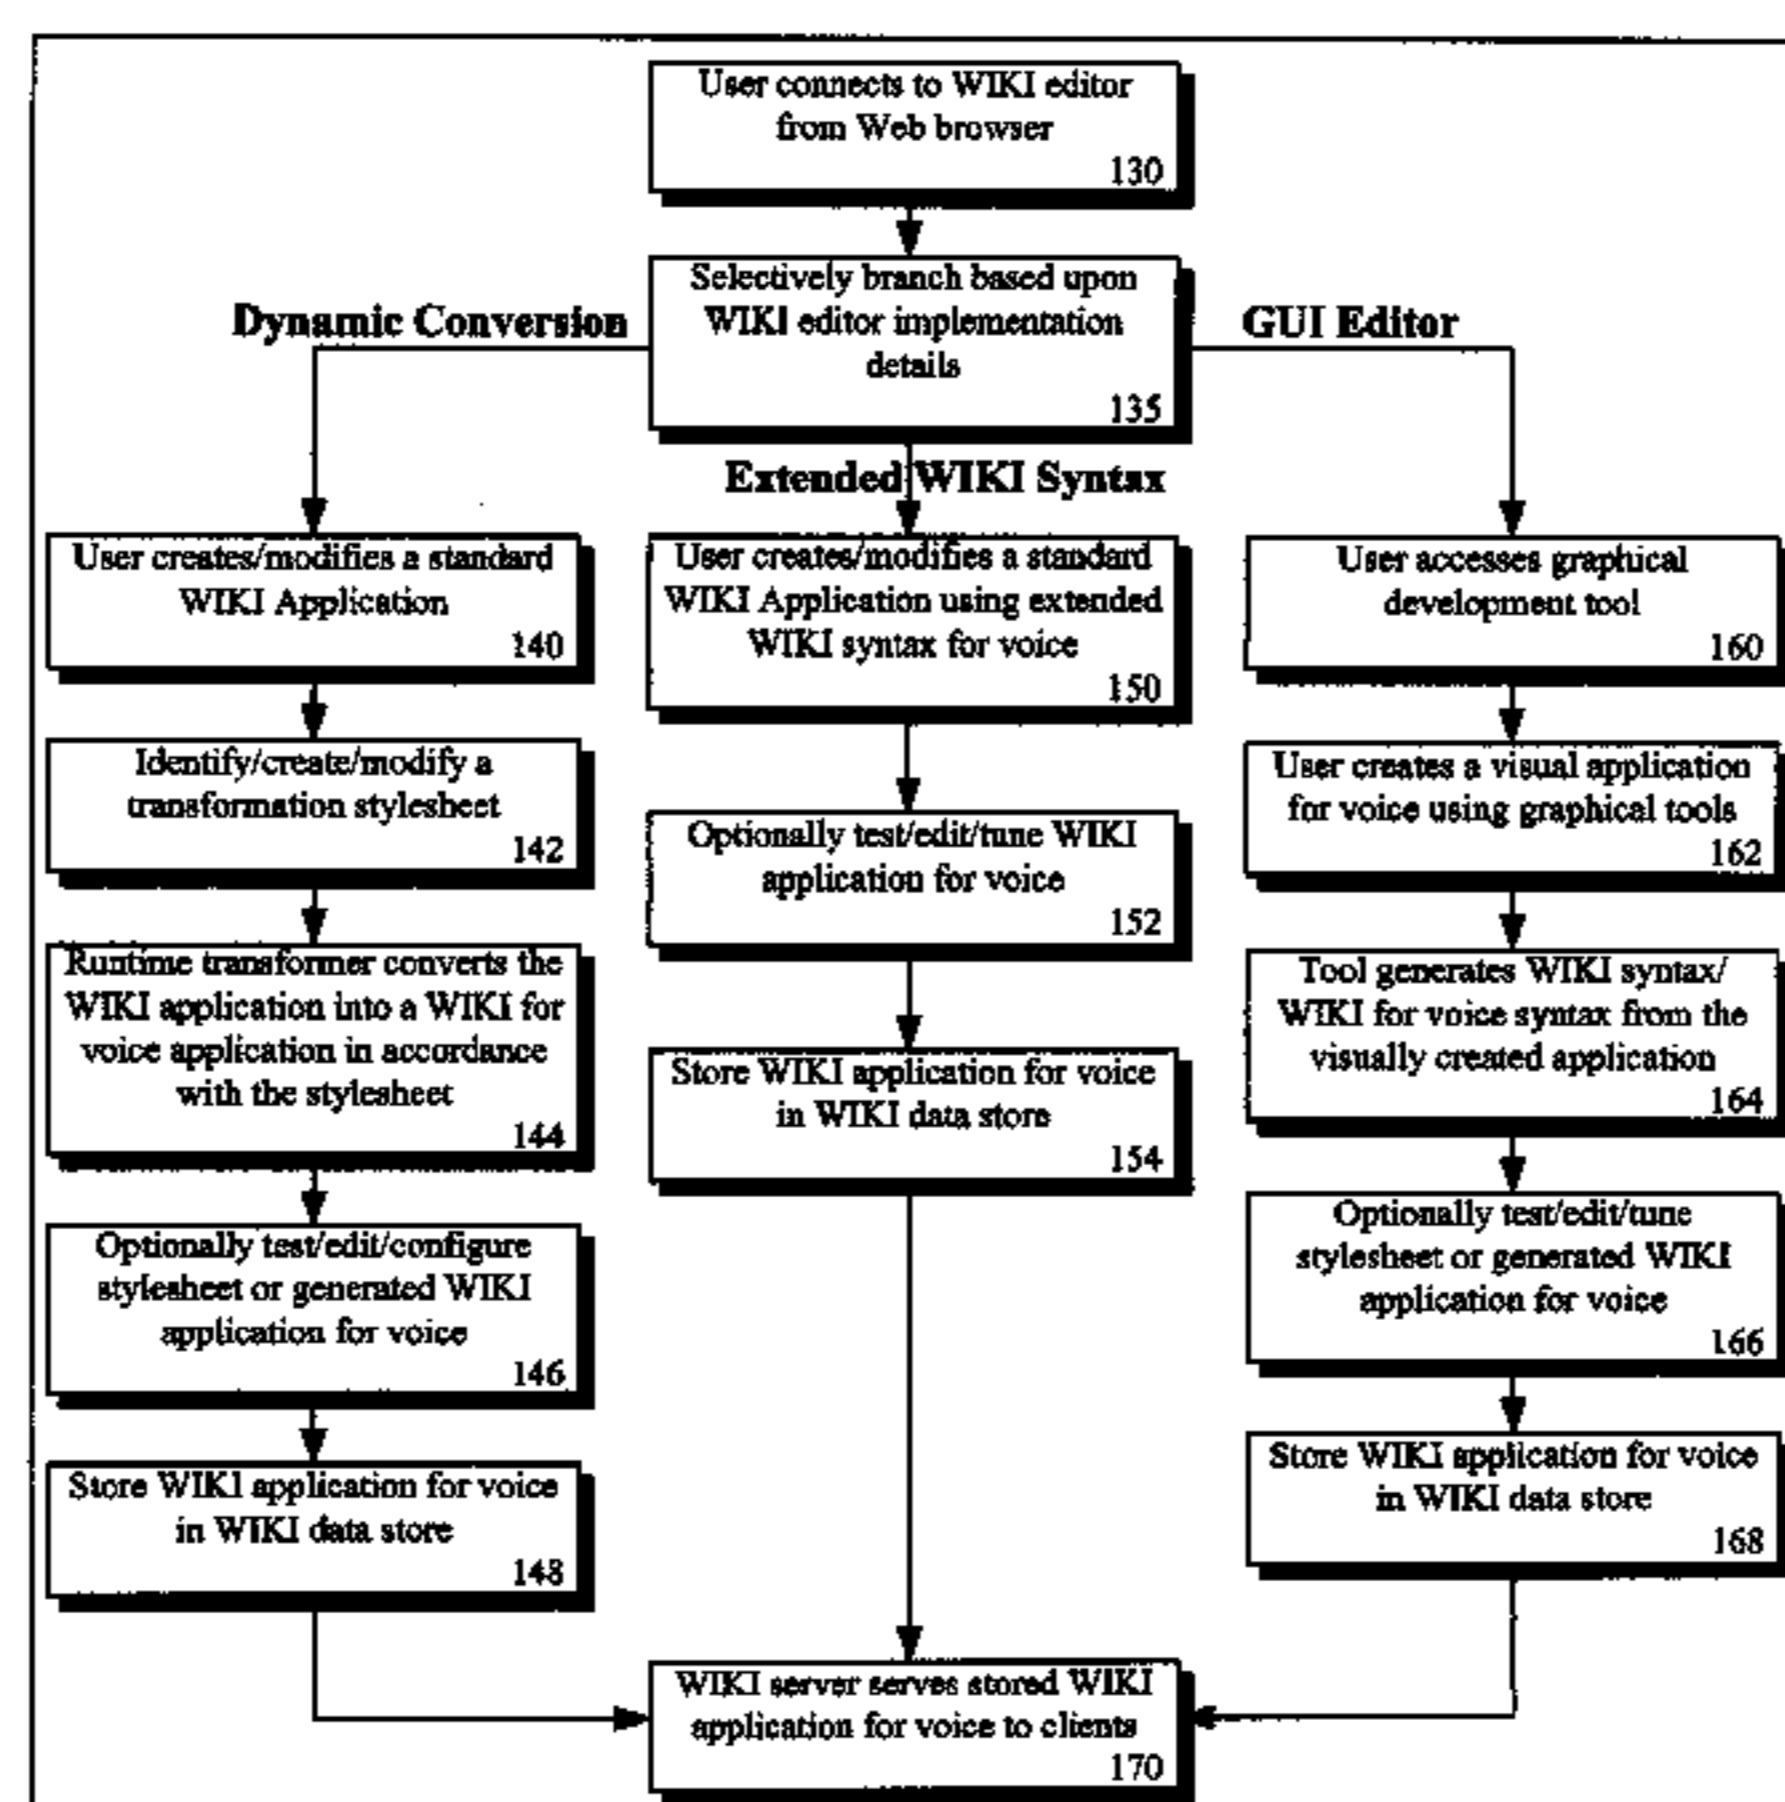 User connects to WIKI editor
from Web browser
130
Selectively branch based upon
WIKI editor implementation
details
135
Dynamic Conversion
Extended WIKI Syntax
GUI Editor
User creates/modifies a standard
WIKI Application
140
Identify/create/modify a
transformation stylesheet
142
Runtime transformer converts the
WIKI application into a WIKI for
voice application in accordance
with the stylesheet
144
Optionally test/edit/configure
stylesheet or generated WIKI
application for voice
146
Store WIKI application for voice
in WIKI data store
148
User creates/modifies a standard
WIKI Application using extended
WIKI syntax for voice
150
Optionally test/edit/tune WIKI
application for voice
152
Store WIKI application for voice
in WIKI data store
154
User accesses graphical
development tool
160
User creates a visual application
for voice using graphical tools
162
Tool generates WIKI syntax/
WIKI for voice syntax from the
visually created application
164
Optionally test/edit/tune
stylesheet or generated WIKI
application for voice
166
Store WIKI application for voice
in WIKI data store
168
WIKI server serves stored WIKI
application for voice to clients
170